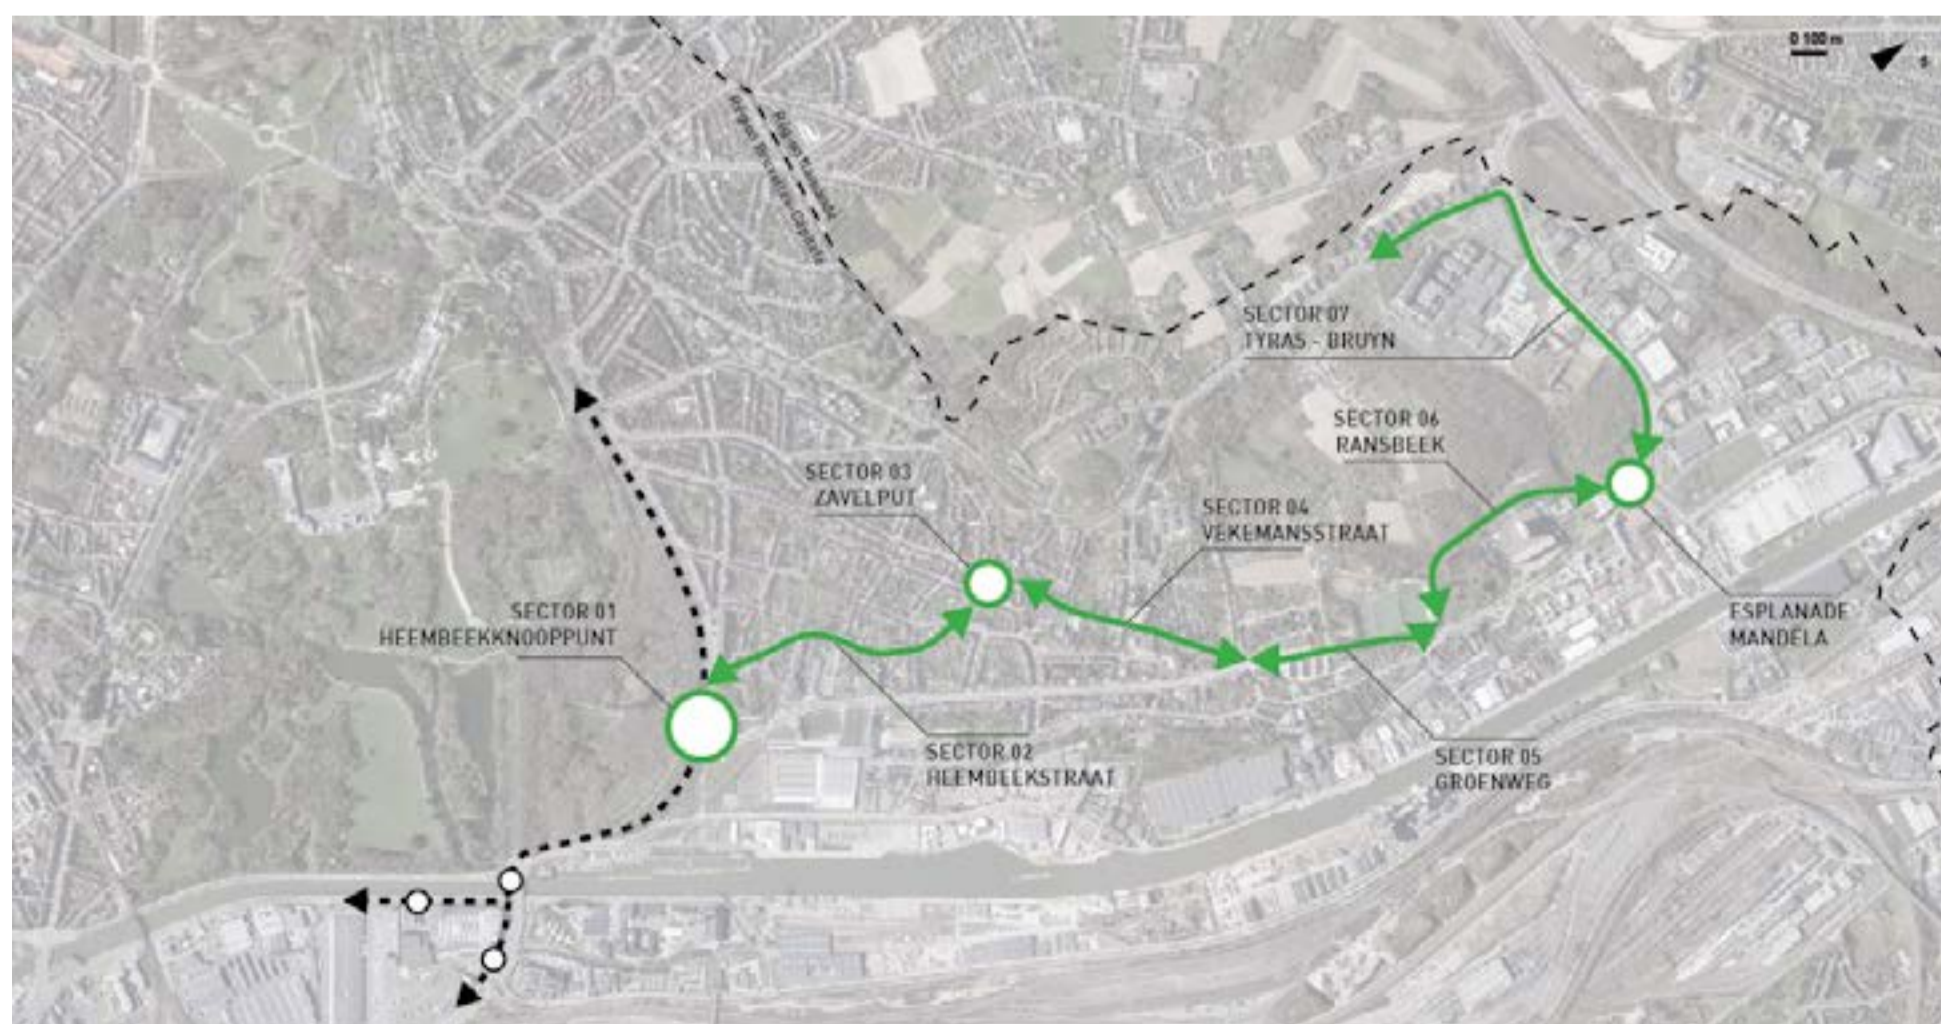 0 100 m
SECTOR 07
TYRAS - BRUYN
SECTOR 06
RANSBEEK
SECTOR 03
ZAVELPUT
SECTOR 04
VEKEMANSSTRAAT
SECTOR 01
HEEMBEEKKNOOPPUNT
ESPLANADE
MANDELA
SECTOR 02
HEEMBEEKSTRAAT
SECTOR 05
GROENWEG